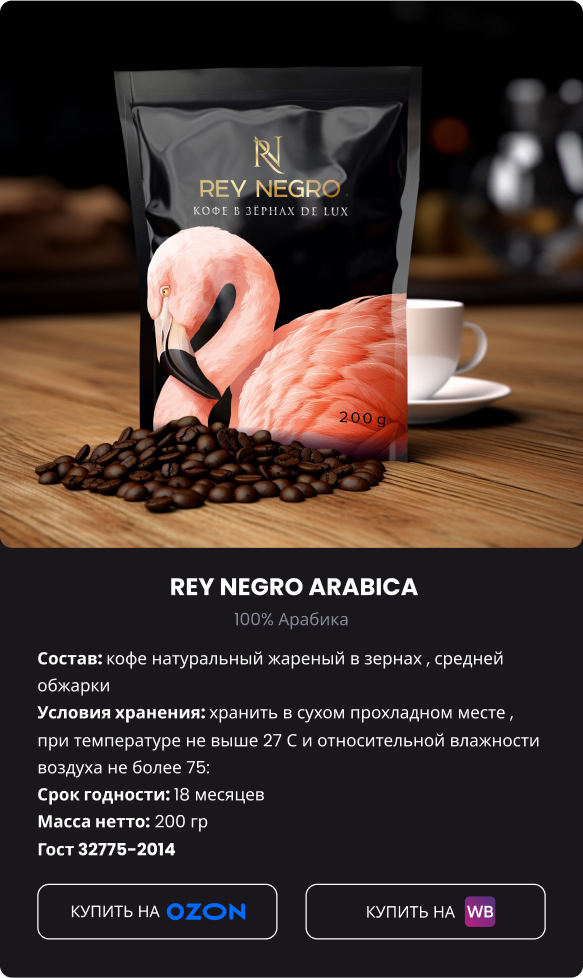 RN
REY NEGRO
КОФЕ В ЗЁРНАХ DE LUX
200 g
REY NEGRO ARABICA
100% Арабика
Состав: кофе натуральный жареный в зернах , средней
обжарки
Условия хранения: хранить в сухом прохладном месте ,
при температуре не выше 27 С и относительной влажности
воздуха не более 75:
Срок годности: 18 месяцев
Масса нетто: 200 гр
Гост 32775-2014
КУПИТЬ НА OZON
КУПИТЬ НА WB